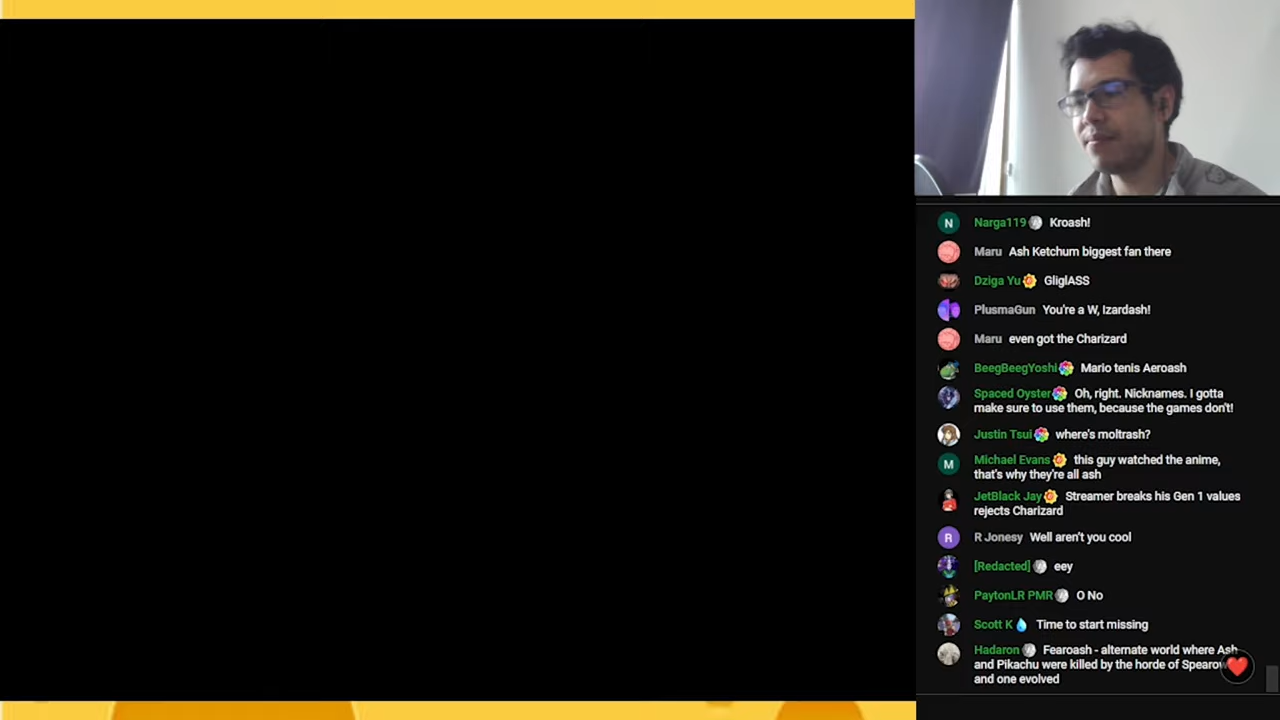 N Narga119 Kroash!
Maru Ash Ketchum biggest fan there
Dziga Yu GliglASS
PlusmaGun You're a W, Izardash!
Maru even got the Charizard
BeegBeegYoshi Mario tenis Aeroash
Spaced Oyster Oh, right. Nicknames. I gotta
make sure to use them, because the games don't!
Justin Tsui where's moltrash?
M Michael Evans this guy watched the anime,
that's why they're all ash
JetBlack Jay Streamer breaks his Gen 1 values
rejects Charizard
R R Jonesy Well aren't you cool
[Redacted] eey
PaytonLR PMR O No
Scott K Time to start missing
Hadaron Fearoash - alternate world where Ash
and Pikachu were killed by the horde of
and one evolved